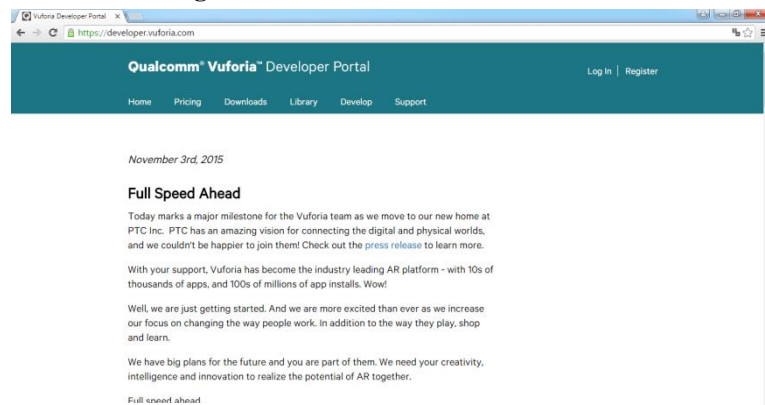 Vuforia Developer Portal
https://developer.vuforia.com
Qualcomm® Vuforia™ Developer Portal
Log In | Register
Home Pricing Downloads Library Develop Support
November 3rd, 2015
Full Speed Ahead
Today marks a major milestone for the Vuforia team as we move to our new home at
PTC Inc. PTC has an amazing vision for connecting the digital and physical worlds,
and we couldn't be happier to join them! Check out the press release to learn more.
With your support, Vuforia has become the industry leading AR platform - with 10s of
thousands of apps, and 100s of millions of app installs. Wow!
Well, we are just getting started. And we are more excited than ever as we increase
our focus on changing the way people work. In addition to the way they play, shop
and learn.
We have big plans for the future and you are part of them. We need your creativity,
intelligence and innovation to realize the potential of AR together.
Full speed ahead